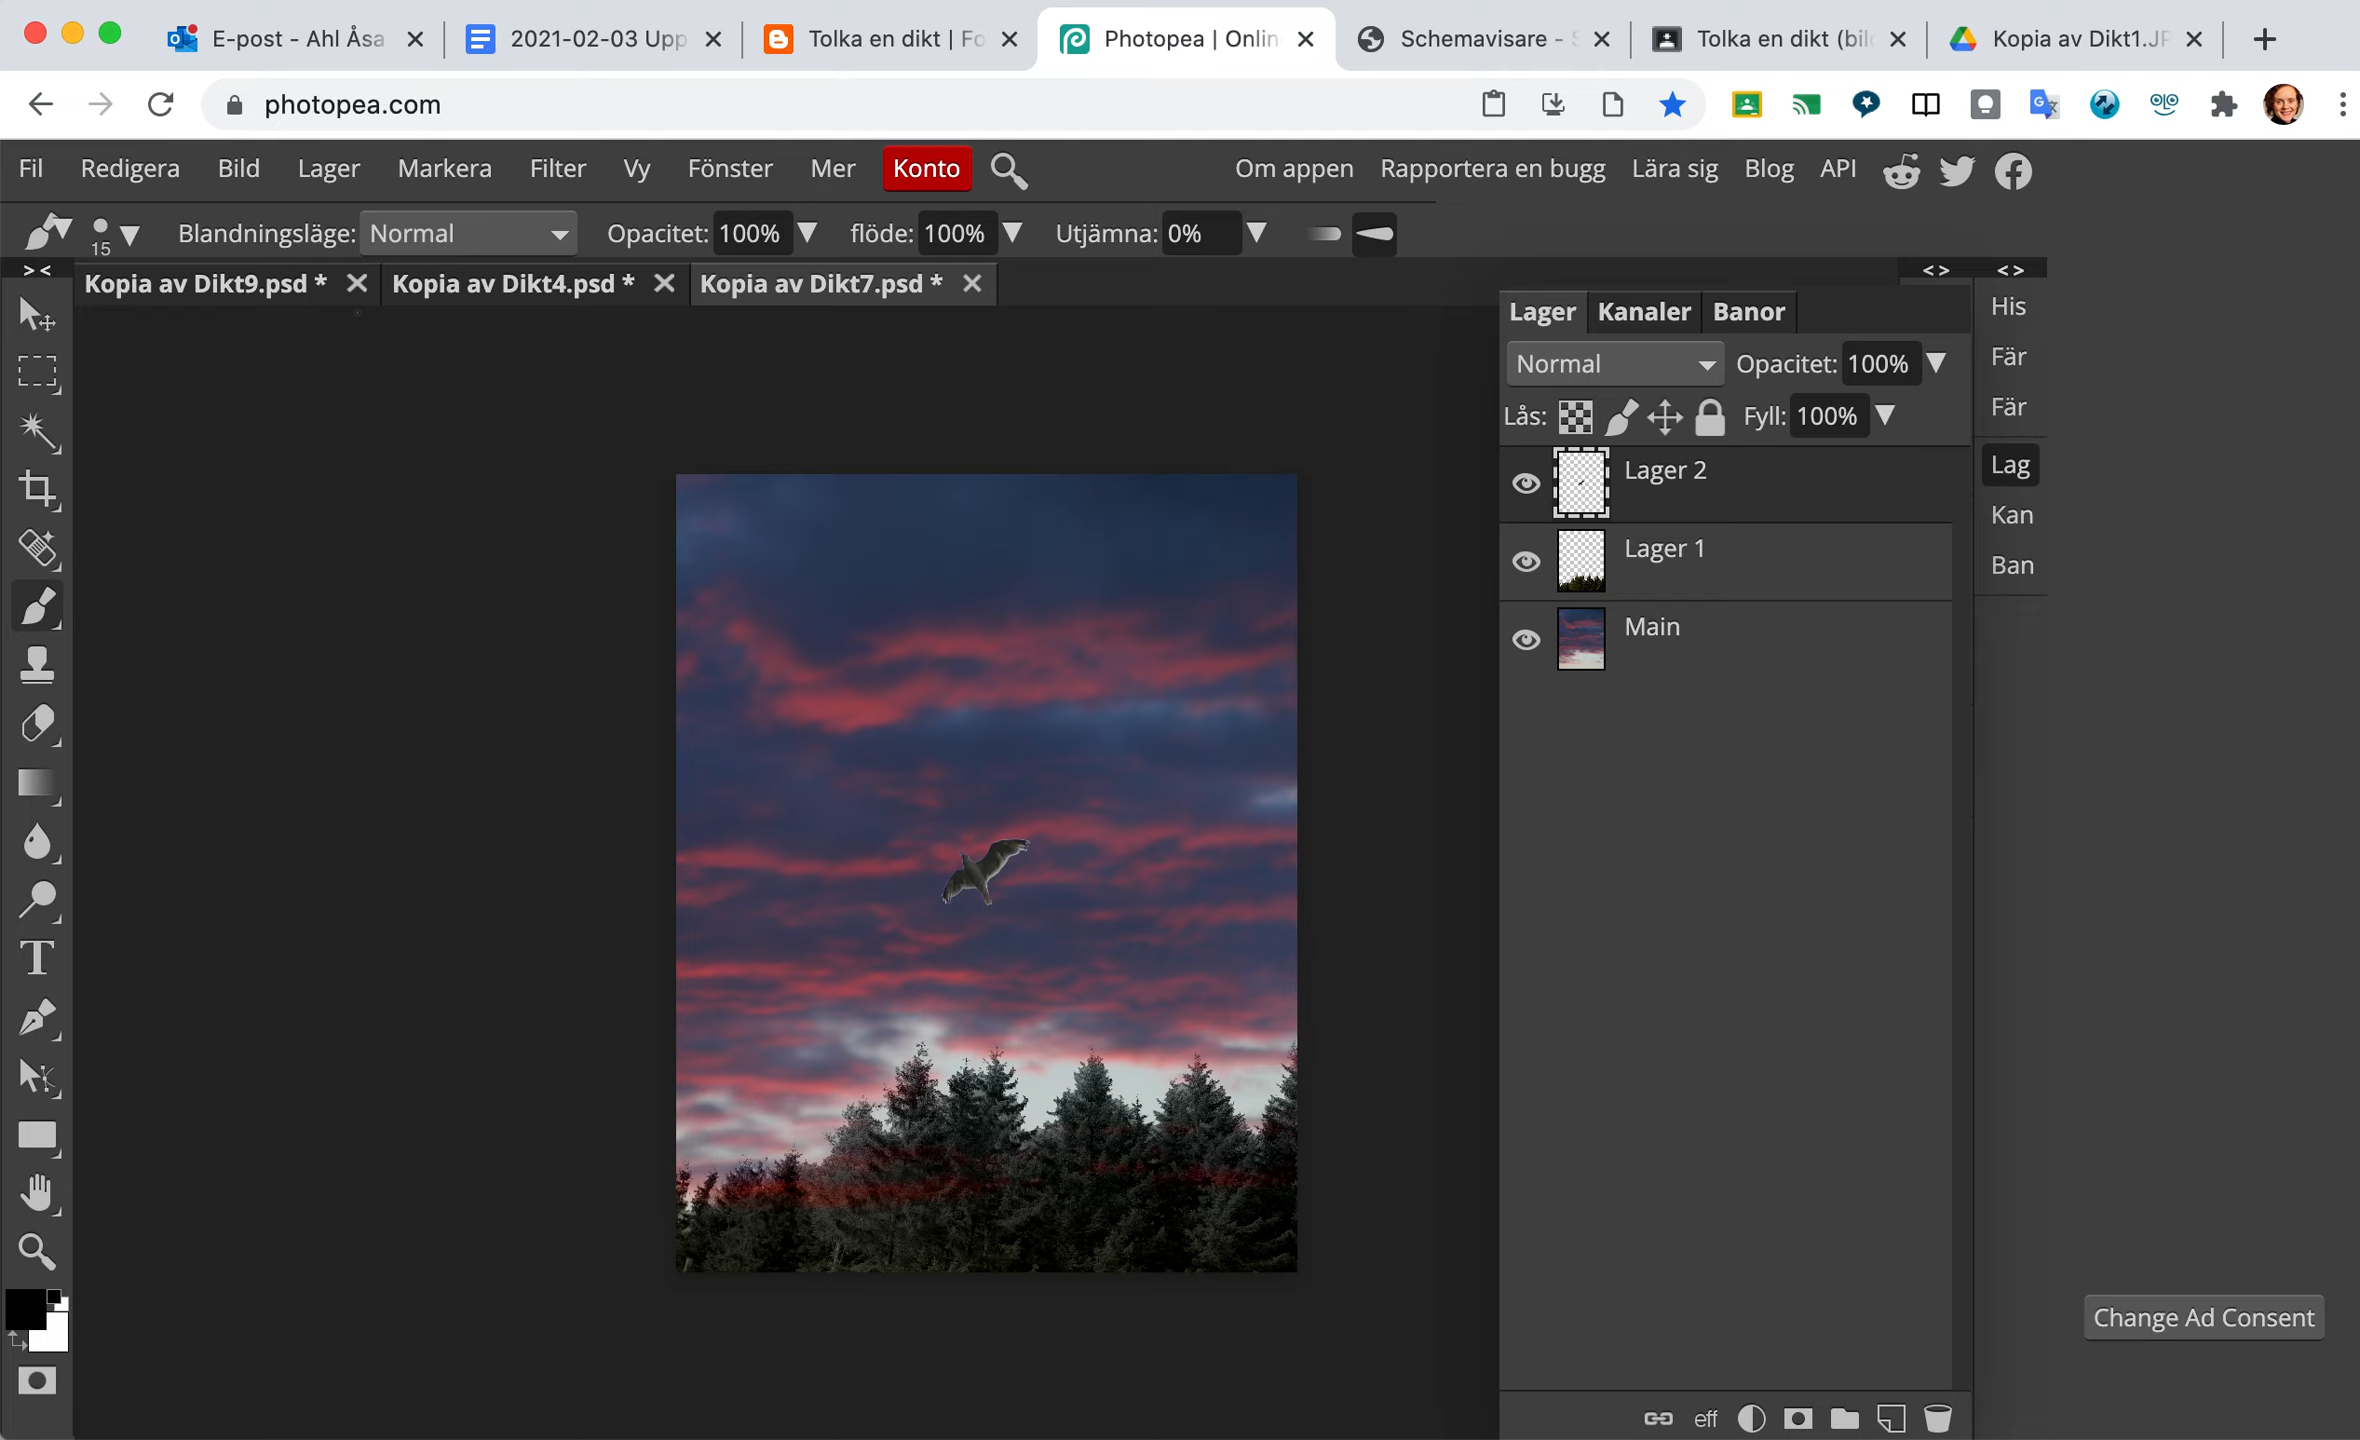 E-post - Ahl Åsa
2021-02-03 Upp
Tolka en dikt | Fo
Photopea | Onlin
Schemavisare -
Tolka en dikt (bil
Kopia av Dikt1.JP
photopea.com
Fil Redigera Bild Lager Markera Filter Vy Fönster Mer Konto
Om appen Rapportera en bugg Lära sig Blog API
15 Blandningsläge: Normal Opacitet: 100% flöde: 100% Utjämna: 0%
> < Kopia av Dikt9.psd * Kopia av Dikt4.psd * Kopia av Dikt7.psd * < > < >
Lager Kanaler Banor
Normal Opacitet: 100%
Lås: Fyll: 100%
Lager 2
Lager 1
Main
His
Fär
Fär
Lag
Kan
Ban
T
Change Ad Consent
eff